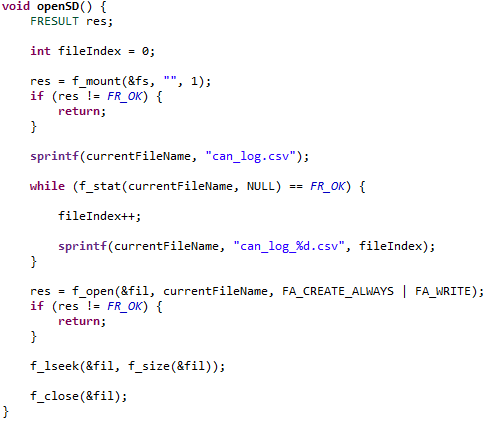 void openSD() {
FRESULT res;
int fileIndex = 0;
res = f_mount(&fs, "", 1);
if (res != FR_OK) {
return;
}
sprintf(currentFileName, "can_log.csv");
while (f_stat(currentFileName, NULL) == FR_OK) {
fileIndex++;
sprintf(currentFileName, "can_log_%d.csv", fileIndex);
}
res = f_open(&fil, currentFileName, FA_CREATE_ALWAYS | FA_WRITE);
if (res != FR_OK) {
return;
}
f_lseek(&fil, f_size(&fil));
f_close(&fil);
}